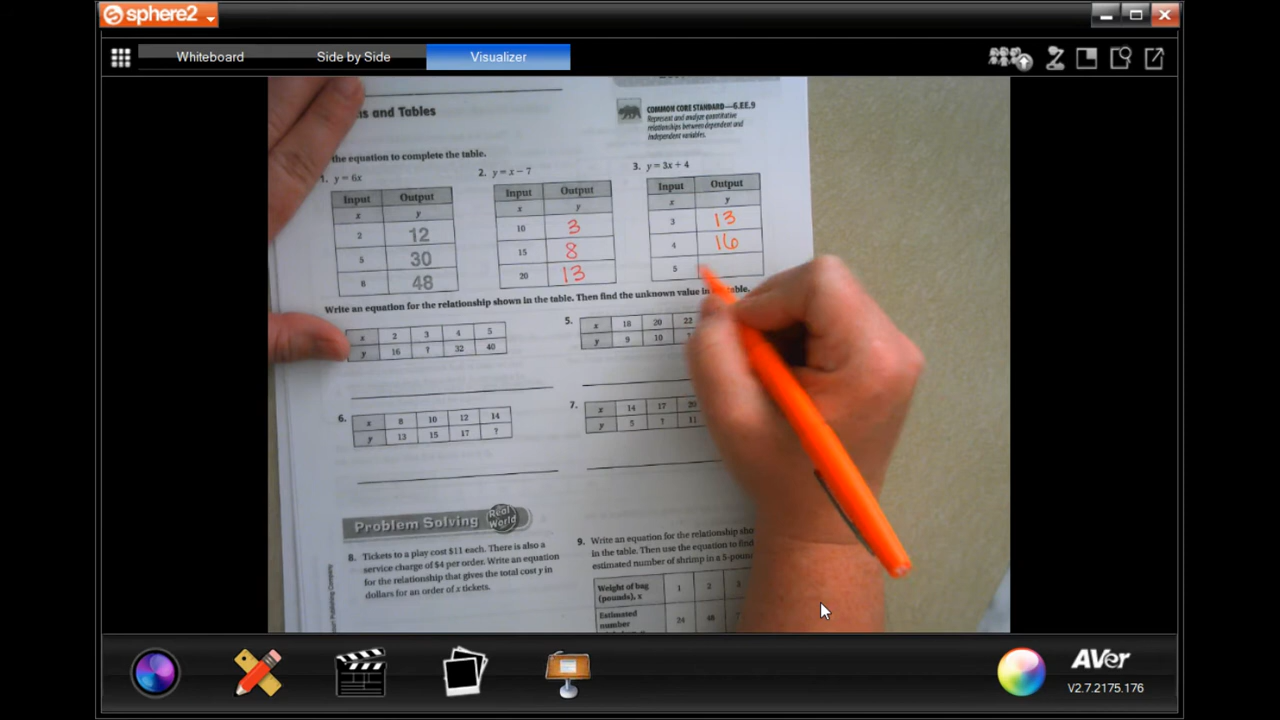 sphere2
Whiteboard Side by Side Visualizer
ns and Tables
COMMON CORE STANDARD—6.EE.9
Represent and analyze quantitative
relationships between dependent and
independent variables.
the equation to complete the table.
1. y = 6x
Input Output
x y
2 12
5 30
8 48
2. y = x − 7
Input Output
x y
10 3
15 8
20 13
3. y = 3x + 4
Input Output
x y
3 13
4 16
5
Write an equation for the relationship shown in the table. Then find the unknown value in table.
x 2 3 4 5
y 16 ? 32 40
5.
x 18 20 22
y 9 10
6.
x 8 10 12 14
y 13 15 17 ?
7.
x 14 17 20
y 5 ? 11
Problem Solving Real World
8. Tickets to a play cost $11 each. There is also a
service charge of $4 per order. Write an equation
for the relationship that gives the total cost y in
dollars for an order of x tickets.
9. Write an equation for the relationship sho
in the table. Then use the equation to find
estimated number of shrimp in a 5-poun
Weight of bag
(pounds), x 1 2 3
Estimated
number 24 48
Publishing Company
AVer
V2.7.2175.176